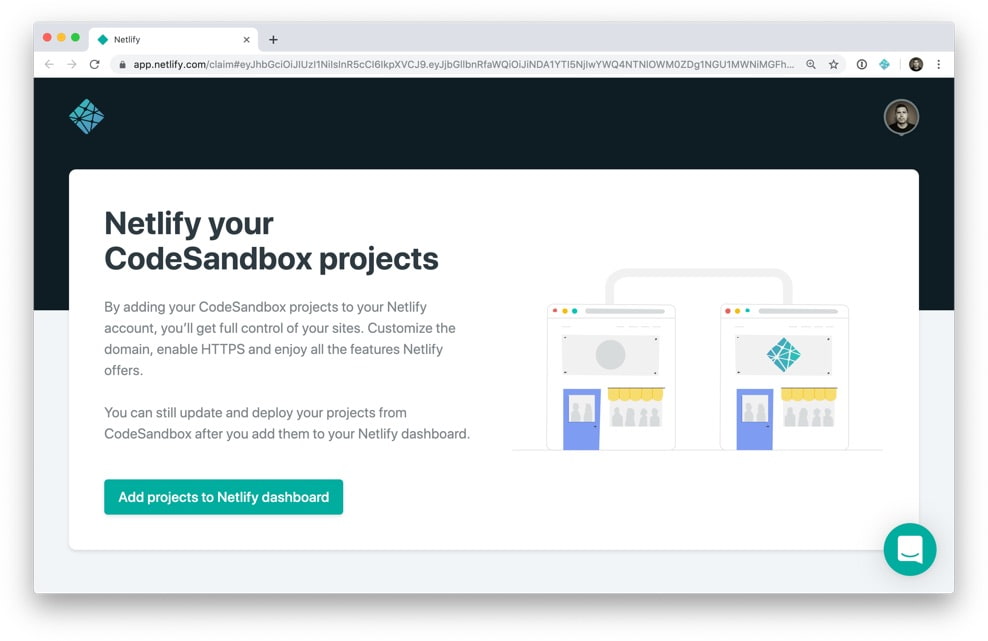 Netlify
app.netlify.com/claim#eyJhbGciOiJIUzI1NiIsInR5cCI6IkpXVCJ9.eyJjbGllbnRfaWQiOiJiNDA1YTI5NjIwYWQ4NTNlOWM0ZDg1NGU1MWNiMGFh...
Netlify your
CodeSandbox projects
By adding your CodeSandbox projects to your Netlify
account, you’ll get full control of your sites. Customize the
domain, enable HTTPS and enjoy all the features Netlify
offers.
You can still update and deploy your projects from
CodeSandbox after you add them to your Netlify dashboard.
Add projects to Netlify dashboard